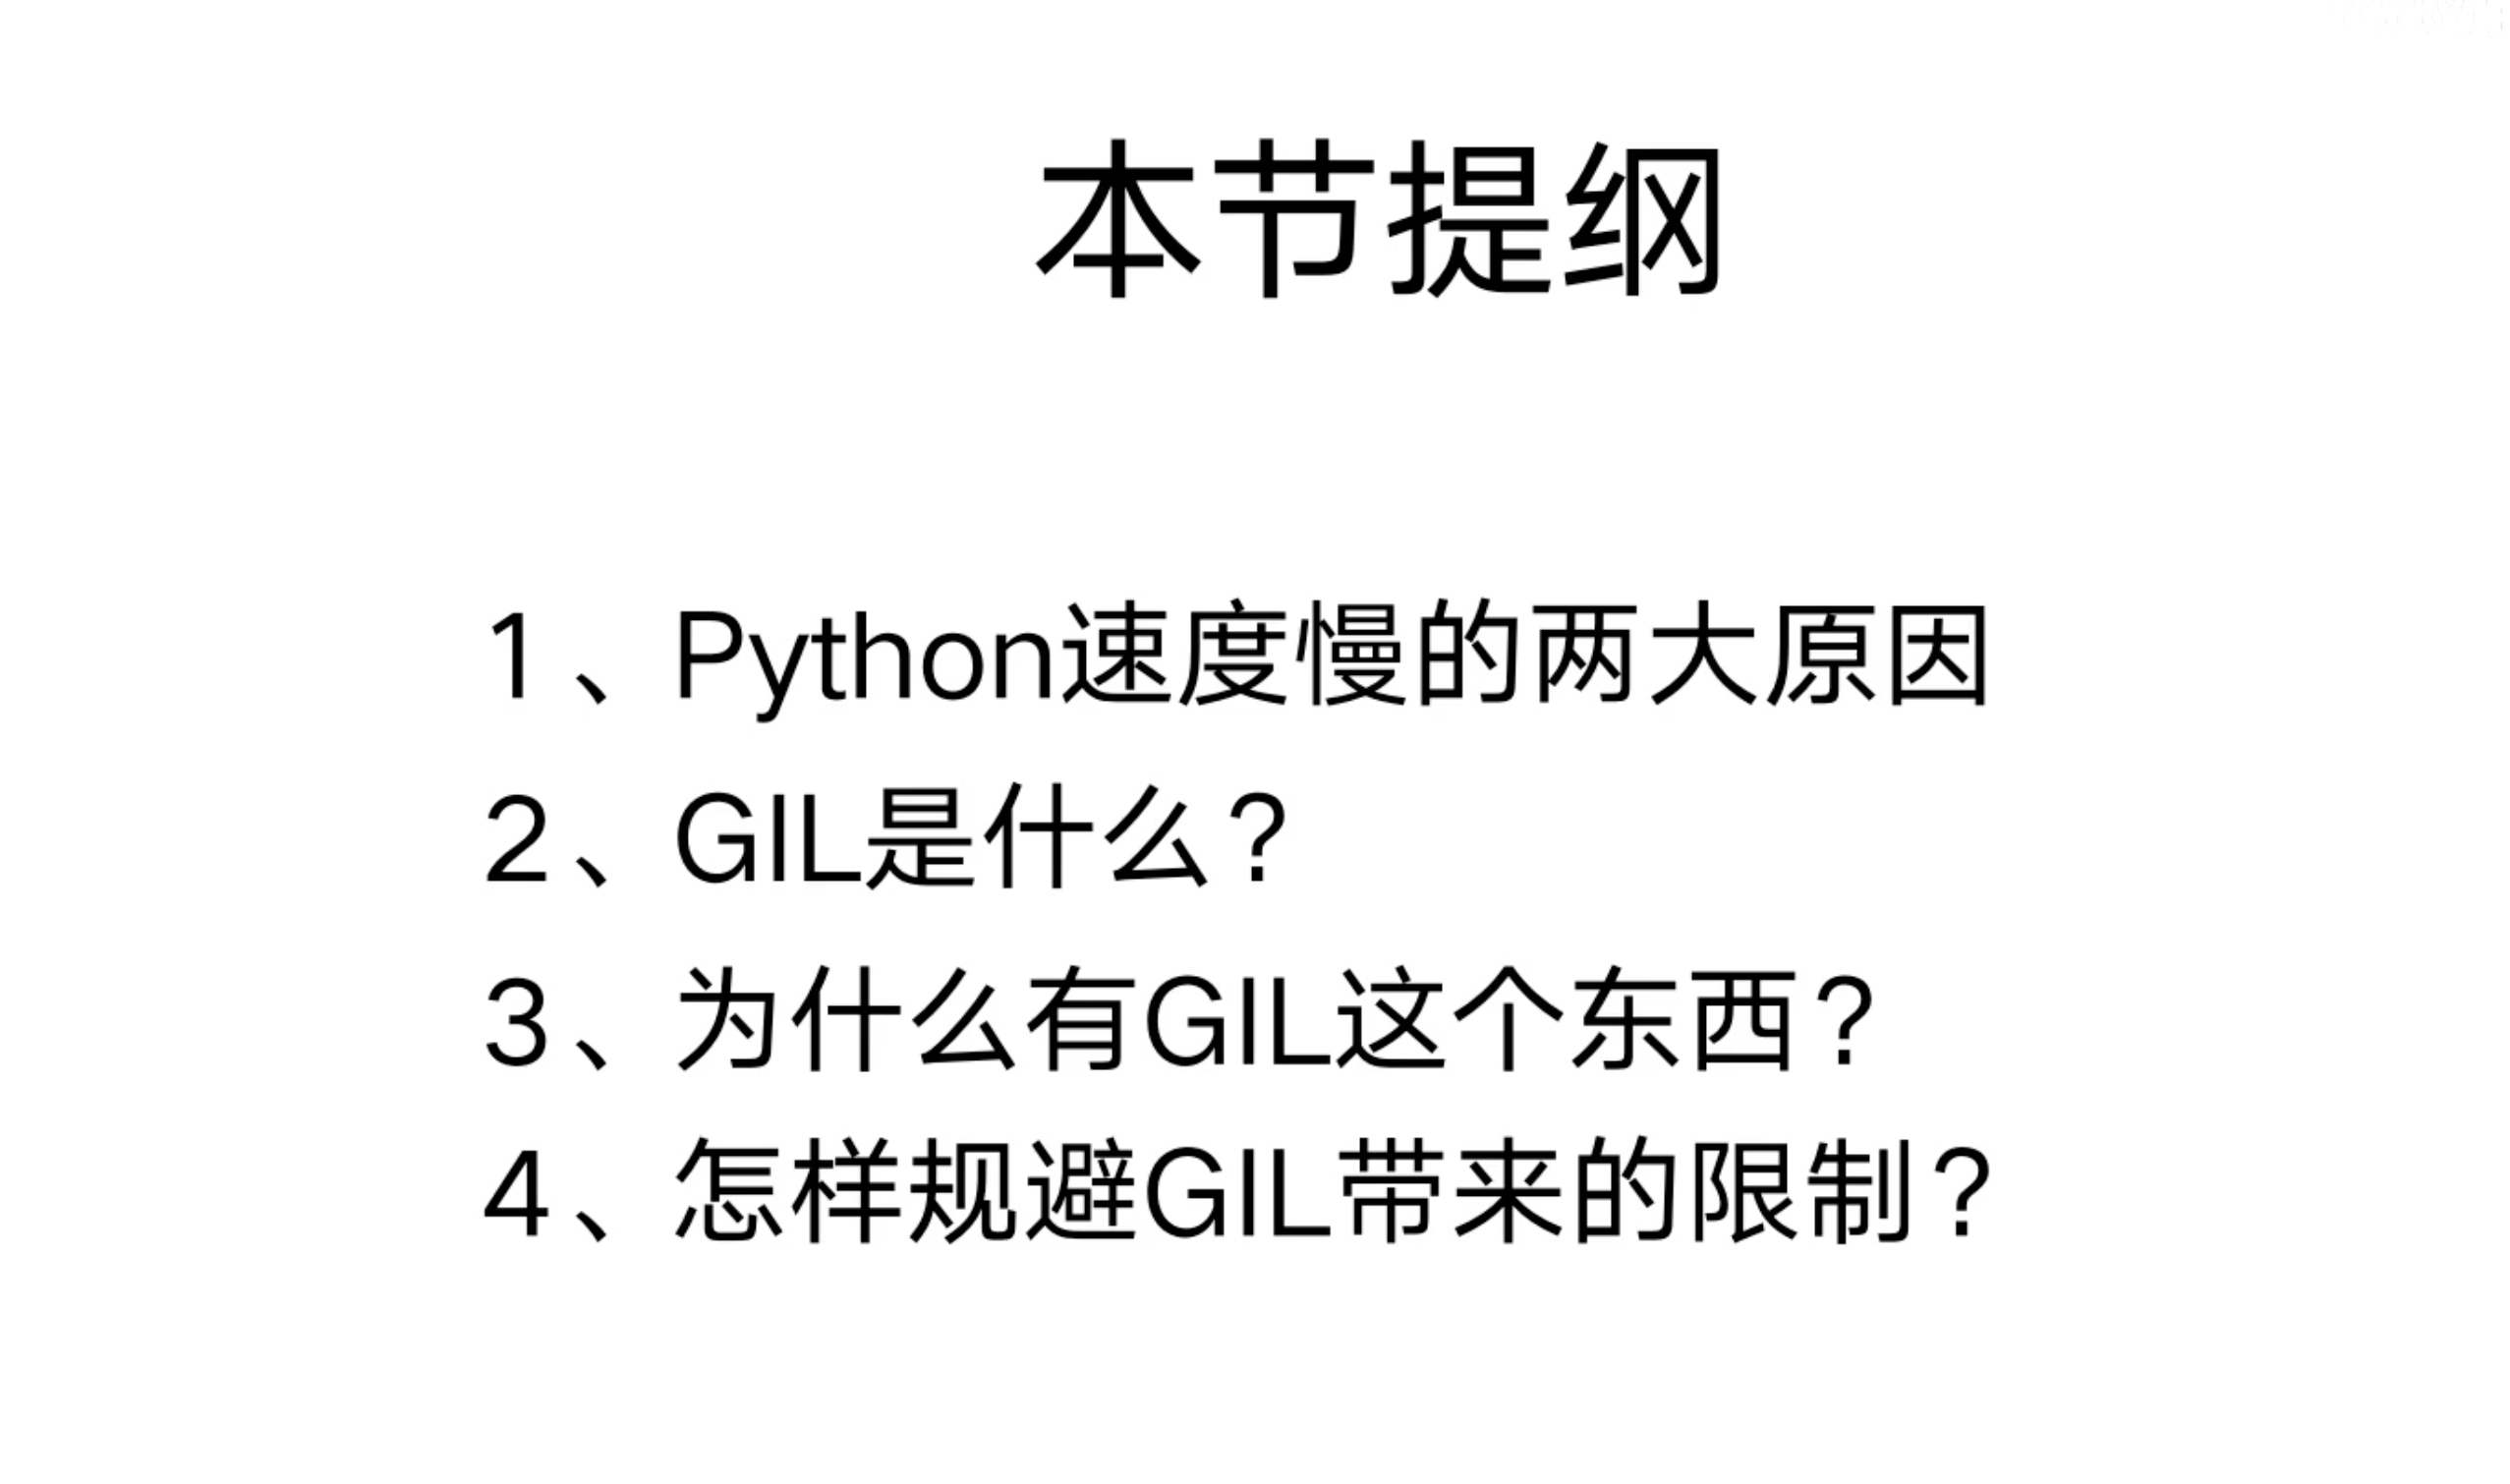 本节提纲
1、Python速度慢的两大原因
2、GIL是什么？
3、为什么有GIL这个东西？
4、怎样规避GIL带来的限制？